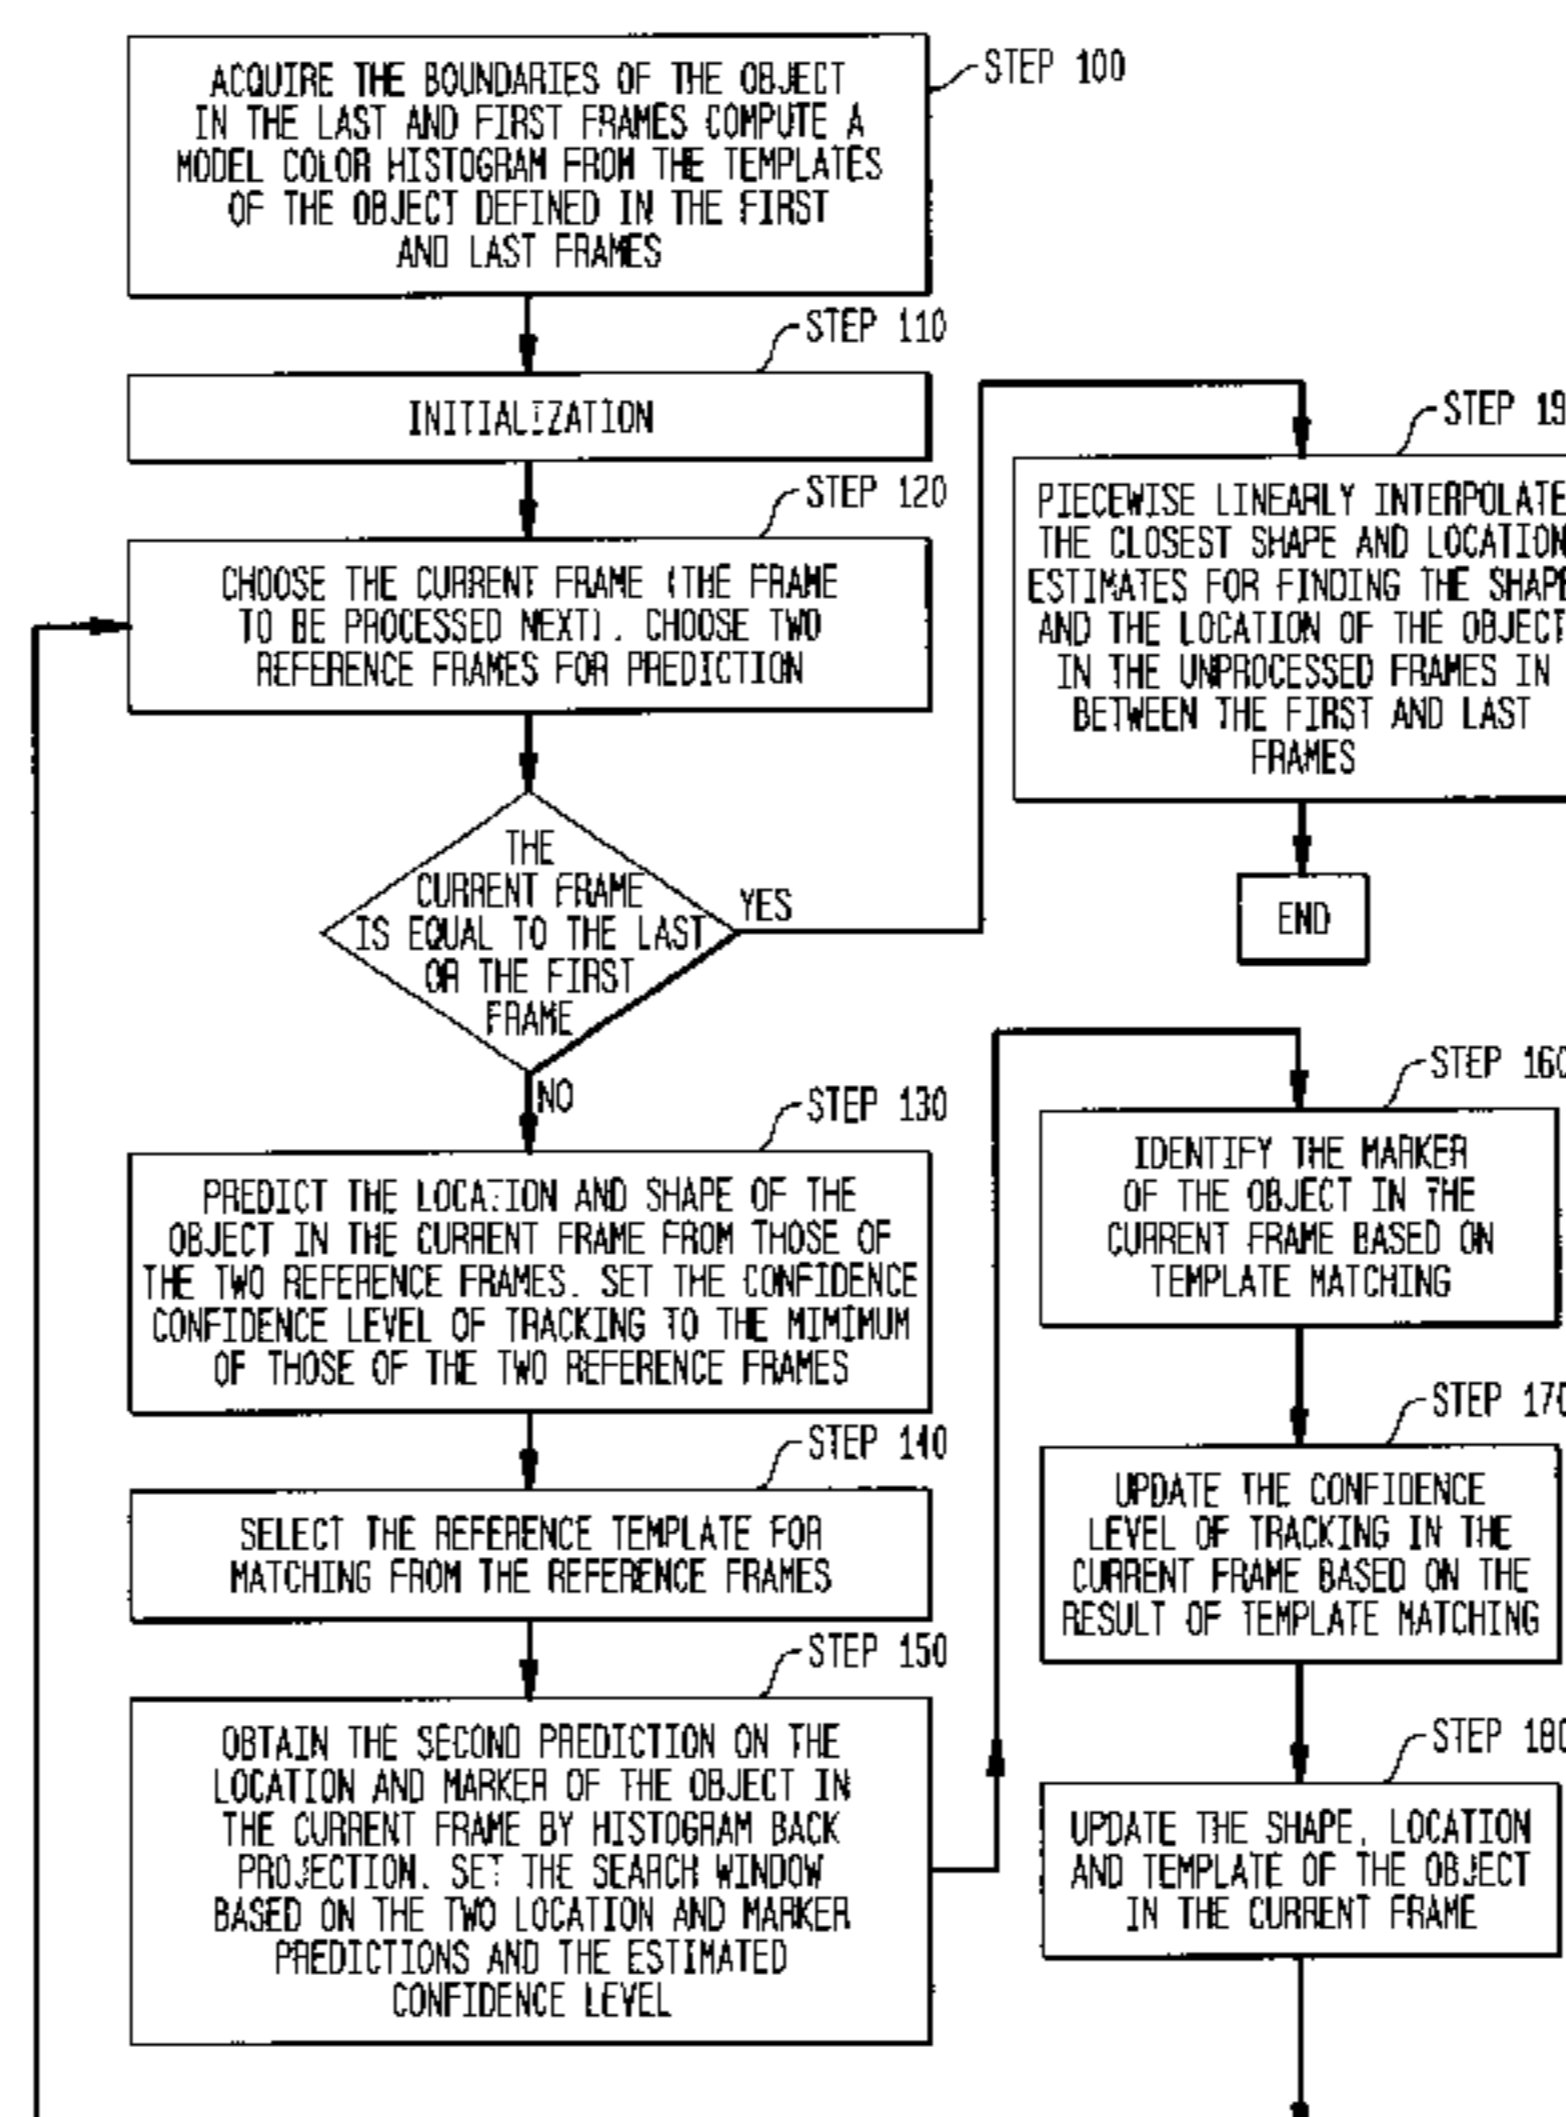 ACQUIRE THE BOUNDARIES OF THE OBJECT
IN THE LAST AND FIRST FRAMES COMPUTE A
MODEL COLOR HISTOGRAM FROM THE TEMPLATES
OF THE OBJECT DEFINED IN THE FIRST
AND LAST FRAMES
STEP 100
STEP 110
INITIALIZATION
STEP 120
CHOOSE THE CURRENT FRAME (THE FRAME
TO BE PROCESSED NEXT). CHOOSE TWO
REFERENCE FRAMES FOR PREDICTION
THE
CURRENT FRAME
IS EQUAL TO THE LAST
OR THE FIRST
FRAME
YES
NO
STEP 130
PREDICT THE LOCATION AND SHAPE OF THE
OBJECT IN THE CURRENT FRAME FROM THOSE OF
THE TWO REFERENCE FRAMES. SET THE CONFIDENCE
CONFIDENCE LEVEL OF TRACKING TO THE MIMIMUM
OF THOSE OF THE TWO REFERENCE FRAMES
STEP 140
SELECT THE REFERENCE TEMPLATE FOR
MATCHING FROM THE REFERENCE FRAMES
STEP 150
OBTAIN THE SECOND PREDICTION ON THE
LOCATION AND MARKER OF THE OBJECT IN
THE CURRENT FRAME BY HISTOGRAM BACK
PROJECTION. SET THE SEARCH WINDOW
BASED ON THE TWO LOCATION AND MARKER
PREDICTIONS AND THE ESTIMATED
CONFIDENCE LEVEL
STEP 19
PIECEWISE LINEARLY INTERPOLATE
THE CLOSEST SHAPE AND LOCATION
ESTIMATES FOR FINDING THE SHAPE
AND THE LOCATION OF THE OBJECT
IN THE UNPROCESSED FRAMES IN
BETWEEN THE FIRST AND LAST
FRAMES
END
STEP 160
IDENTIFY THE MARKER
OF THE OBJECT IN THE
CURRENT FRAME BASED ON
TEMPLATE MATCHING
STEP 170
UPDATE THE CONFIDENCE
LEVEL OF TRACKING IN THE
CURRENT FRAME BASED ON THE
RESULT OF TEMPLATE MATCHING
STEP 180
UPDATE THE SHAPE, LOCATION
AND TEMPLATE OF THE OBJECT
IN THE CURRENT FRAME